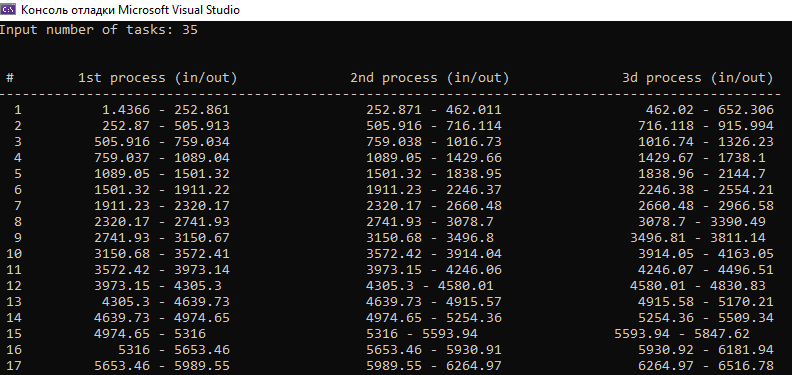 C:\ Консоль отладки Microsoft Visual Studio
Input number of tasks: 35
# 1st process (in/out) 2nd process (in/out) 3d process (in/out)
--------------------------------------------------------------------------------------------------
1 1.4366 - 252.861 252.871 - 462.011 462.02 - 652.306
2 252.87 - 505.913 505.916 - 716.114 716.118 - 915.994
3 505.916 - 759.034 759.038 - 1016.73 1016.74 - 1326.23
4 759.037 - 1089.04 1089.05 - 1429.66 1429.67 - 1738.1
5 1089.05 - 1501.32 1501.32 - 1838.95 1838.96 - 2144.7
6 1501.32 - 1911.22 1911.23 - 2246.37 2246.38 - 2554.21
7 1911.23 - 2320.17 2320.17 - 2660.48 2660.48 - 2966.58
8 2320.17 - 2741.93 2741.93 - 3078.7 3078.7 - 3390.49
9 2741.93 - 3150.67 3150.68 - 3496.8 3496.81 - 3811.14
10 3150.68 - 3572.41 3572.42 - 3914.04 3914.05 - 4163.05
11 3572.42 - 3973.14 3973.15 - 4246.06 4246.07 - 4496.51
12 3973.15 - 4305.3 4305.3 - 4580.01 4580.01 - 4830.83
13 4305.3 - 4639.73 4639.73 - 4915.57 4915.58 - 5170.21
14 4639.73 - 4974.65 4974.65 - 5254.36 5254.36 - 5509.34
15 4974.65 - 5316 5316 - 5593.94 5593.94 - 5847.62
16 5316 - 5653.46 5653.46 - 5930.91 5930.92 - 6181.94
17 5653.46 - 5989.55 5989.55 - 6264.97 6264.97 - 6516.78